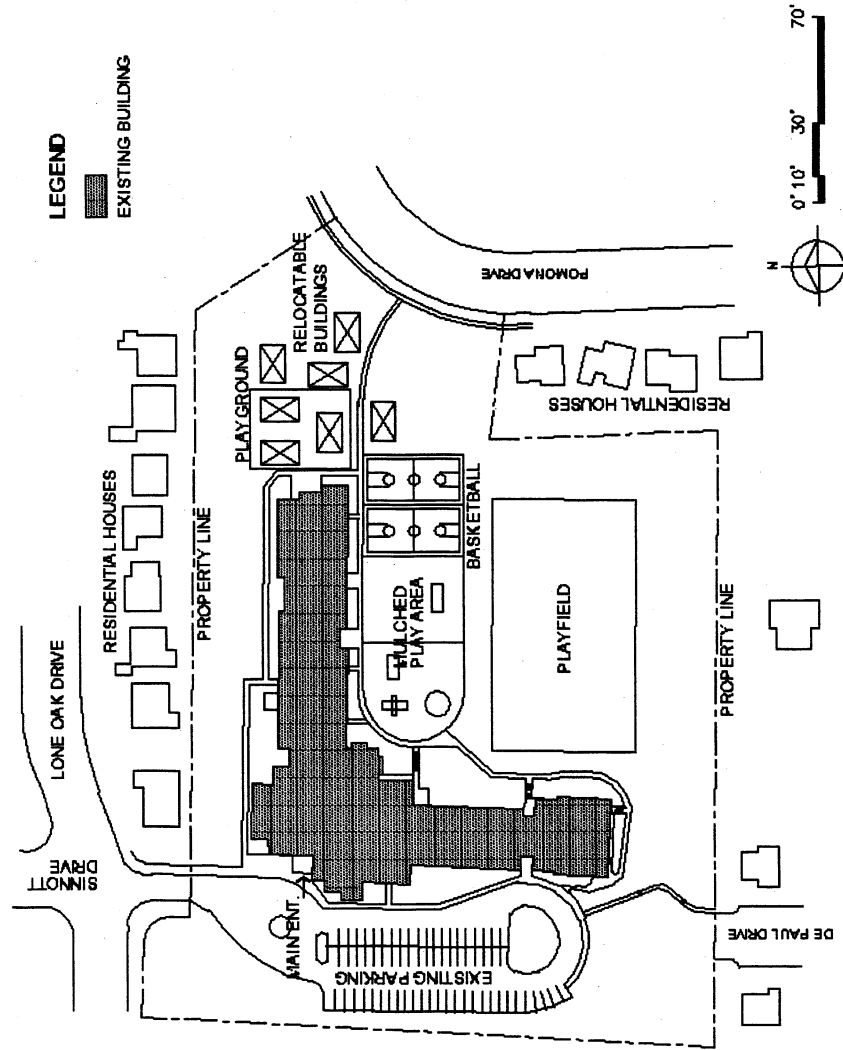 LEGEND
EXISTING BUILDING
LONE OAK DRIVE
SINNOTT
DRIVE
RESIDENTIAL HOUSES
PROPERTY LINE
PLAYGROUND
RELOCATABLE
BUILDINGS
MAIN ENT.
EXISTING PARKING
MULCHED
PLAY AREA
BASKETBALL
PLAYFIELD
POMONA DRIVE
RESIDENTIAL HOUSES
PROPERTY LINE
DE PAUL DRIVE
N
0' 10' 30' 70'